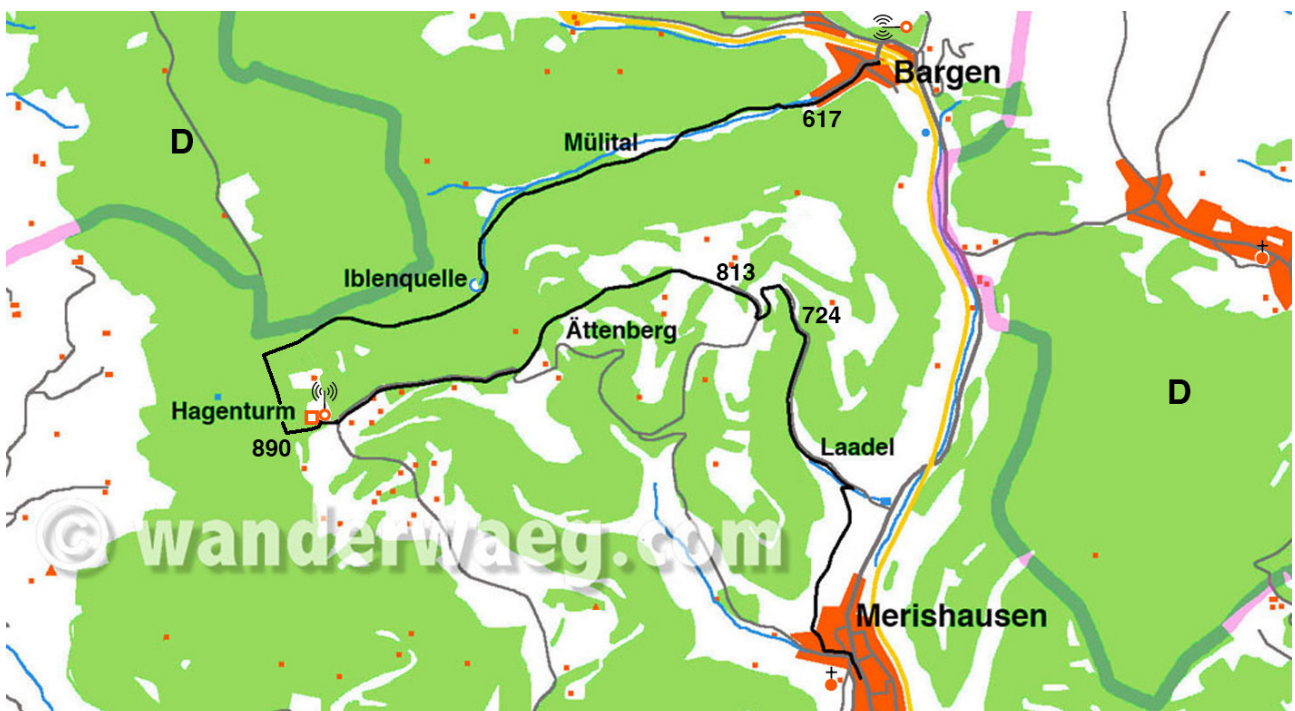 Bargen
617
D
Mülital
Iblenquelle
813
724
Ättenberg
D
Hagenturm
890
Laadel
© wanderwaeg.com
Merishausen